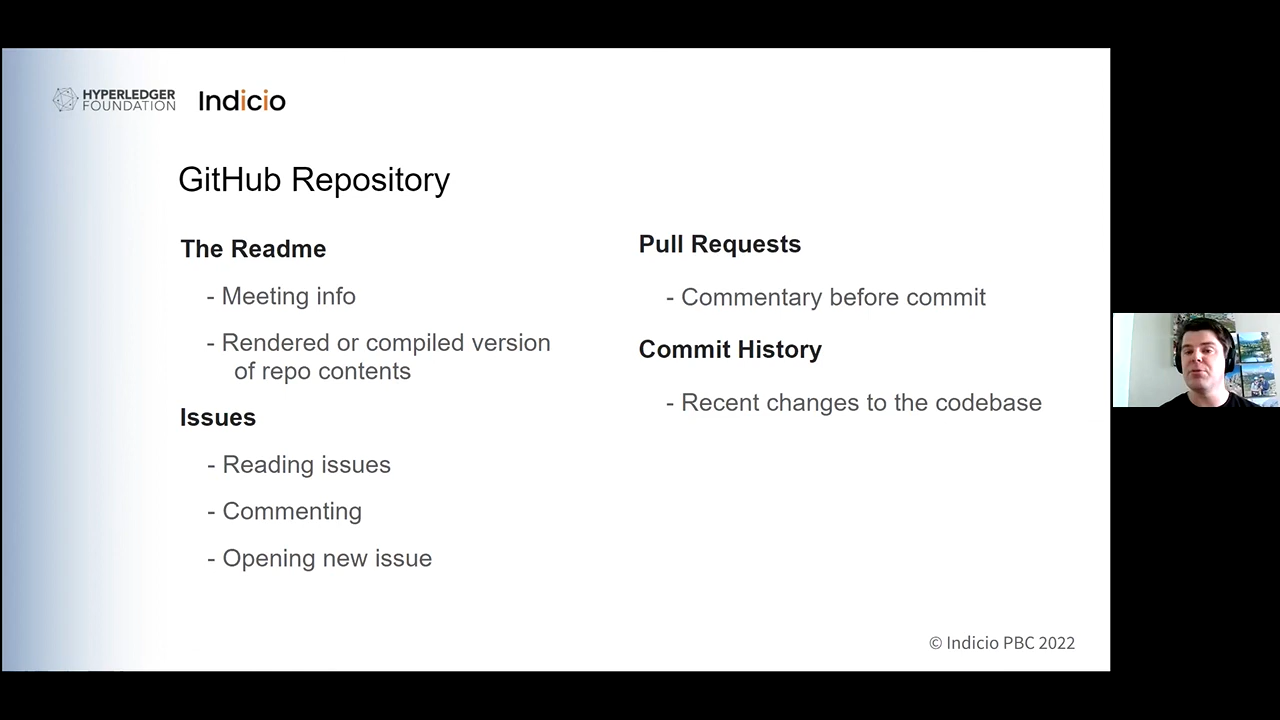 HYPERLEDGER
FOUNDATION
Indicio
GitHub Repository
The Readme
- Meeting info
- Rendered or compiled version
of repo contents
Issues
- Reading issues
- Commenting
- Opening new issue
Pull Requests
- Commentary before commit
Commit History
- Recent changes to the codebase
© Indicio PBC 2022